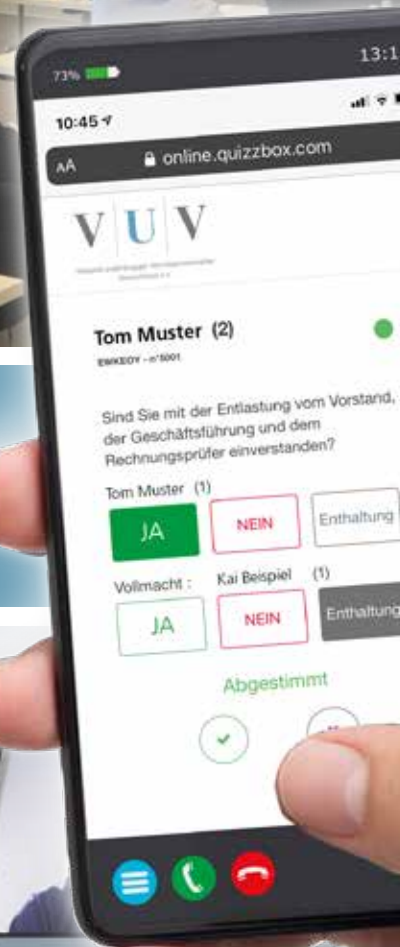 73%
13:1
10:45
AA online.quizzbox.com
V U V
Tom Muster (2)
EWKEOY - n°5001
Sind Sie mit der Entlastung vom Vorstand,
der Geschäftsführung und dem
Rechnungsprüfer einverstanden?
Tom Muster (1)
JA NEIN Enthaltung
Vollmacht : Kai Beispiel (1)
JA NEIN Enthaltung
Abgestimmt